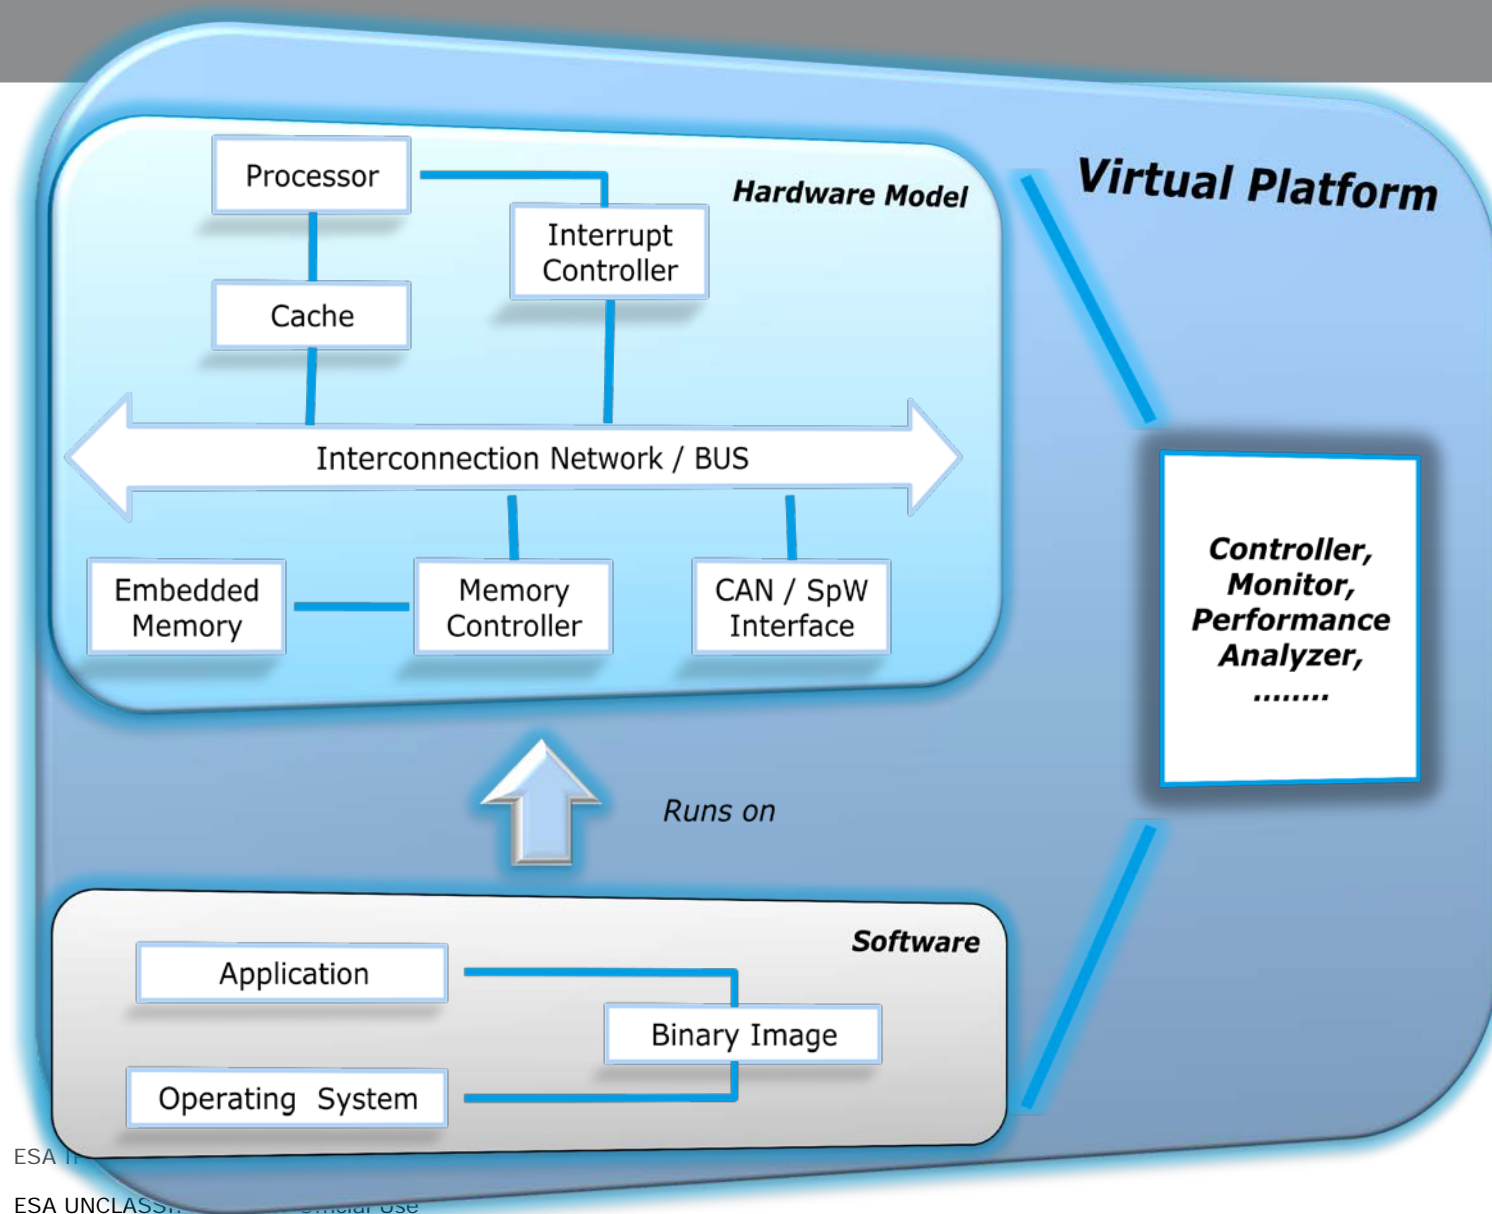 Virtual Platform
Hardware Model
Processor
Interrupt
Controller
Cache
Interconnection Network / BUS
Embedded
Memory
Memory
Controller
CAN / SpW
Interface
Controller,
Monitor,
Performance
Analyzer,
........
Runs on
Software
Application
Binary Image
Operating System
ESA
ESA Use